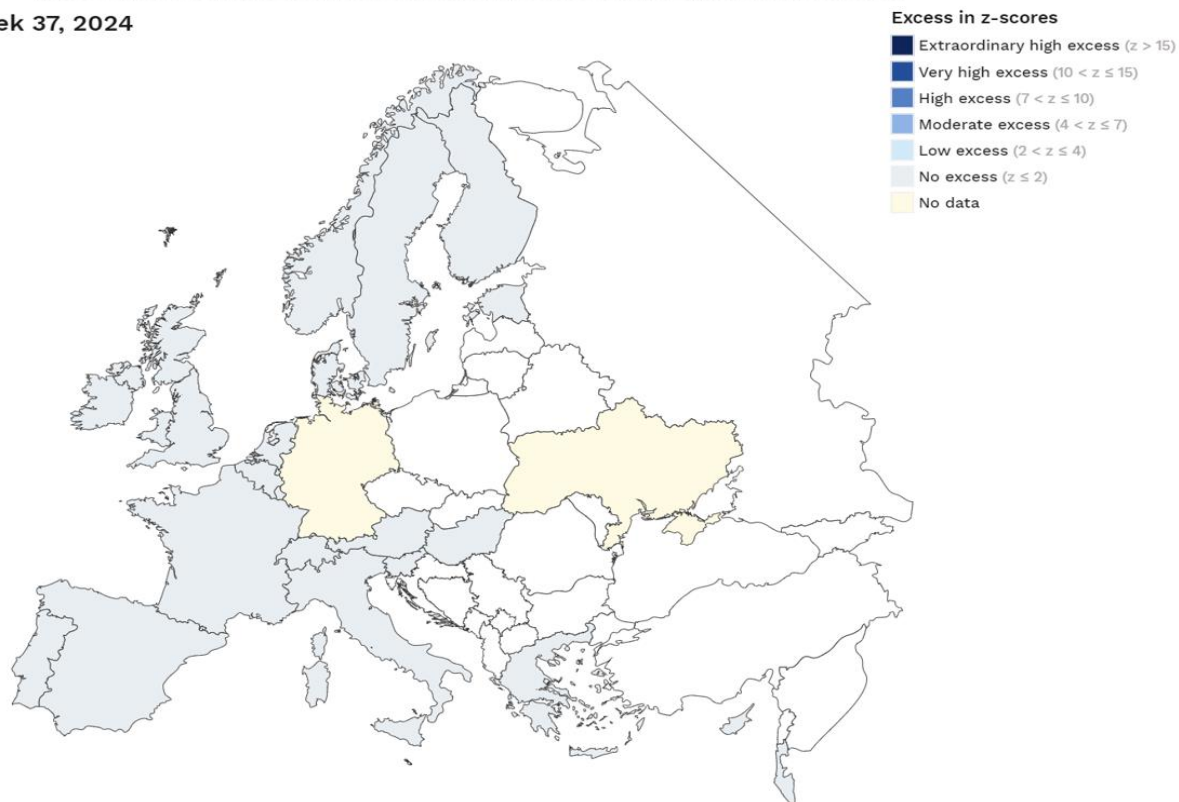 ek 37, 2024
Excess in z-scores
Extraordinary high excess (z > 15)
Very high excess (10 < z ≤ 15)
High excess (7 < z ≤ 10)
Moderate excess (4 < z ≤ 7)
Low excess (2 < z ≤ 4)
No excess (z ≤ 2)
No data